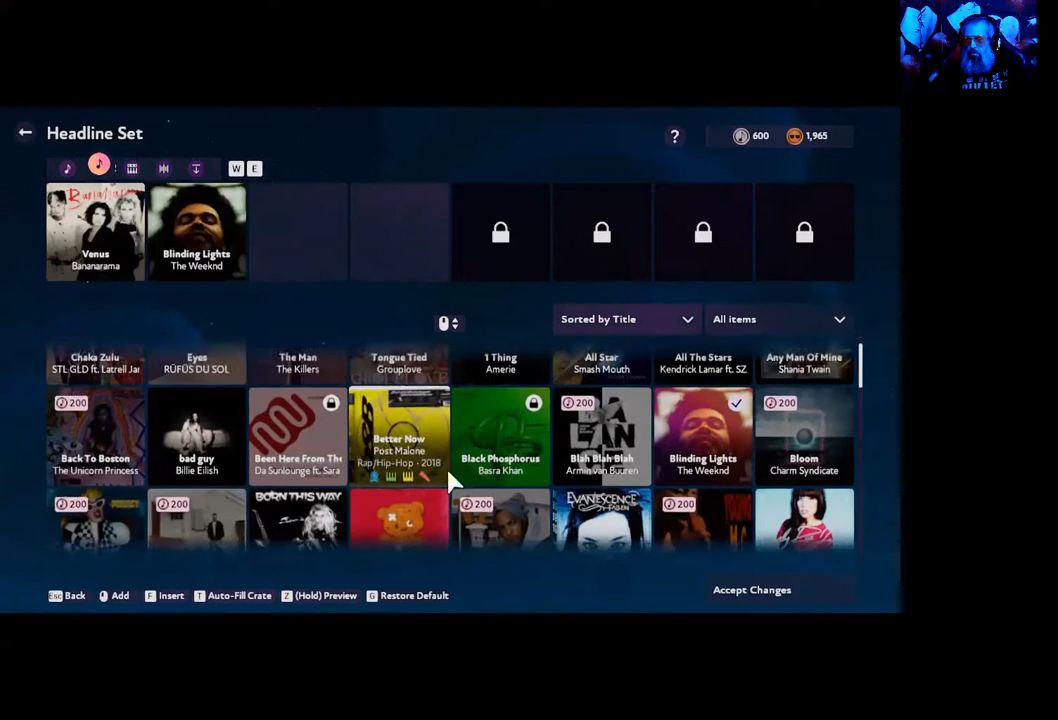 Headline Set
?
600
1,965
W E
Bananarama
Venus
Bananarama
Blinding Lights
The Weeknd
Sorted by Title
All items
Chaka Zulu
STL GLD ft. Latrell Jar
Eyes
RÜFÜS DU SOL
The Man
The Killers
Tongue Tied
Grouplove
1 Thing
Amerie
All Star
Smash Mouth
All The Stars
Kendrick Lamar ft. SZ
Any Man Of Mine
Shania Twain
200
Back To Boston
The Unicorn Princess
bad guy
Billie Eilish
Been Here From The
Da Sunlounge ft. Sara
Better Now
Post Malone
Rap/Hip-Hop • 2018
Black Phosphorus
Basra Khan
200
BA
LAN
Blah Blah Blah
Armin van Buuren
Blinding Lights
The Weeknd
200
Bloom
Charm Syndicate
200
200
BORN THIS WAY
200
EVANESCENCE
FALLEN
200
Esc Back
Add
F Insert
T Auto-Fill Crate
Z (Hold) Preview
G Restore Default
Accept Changes